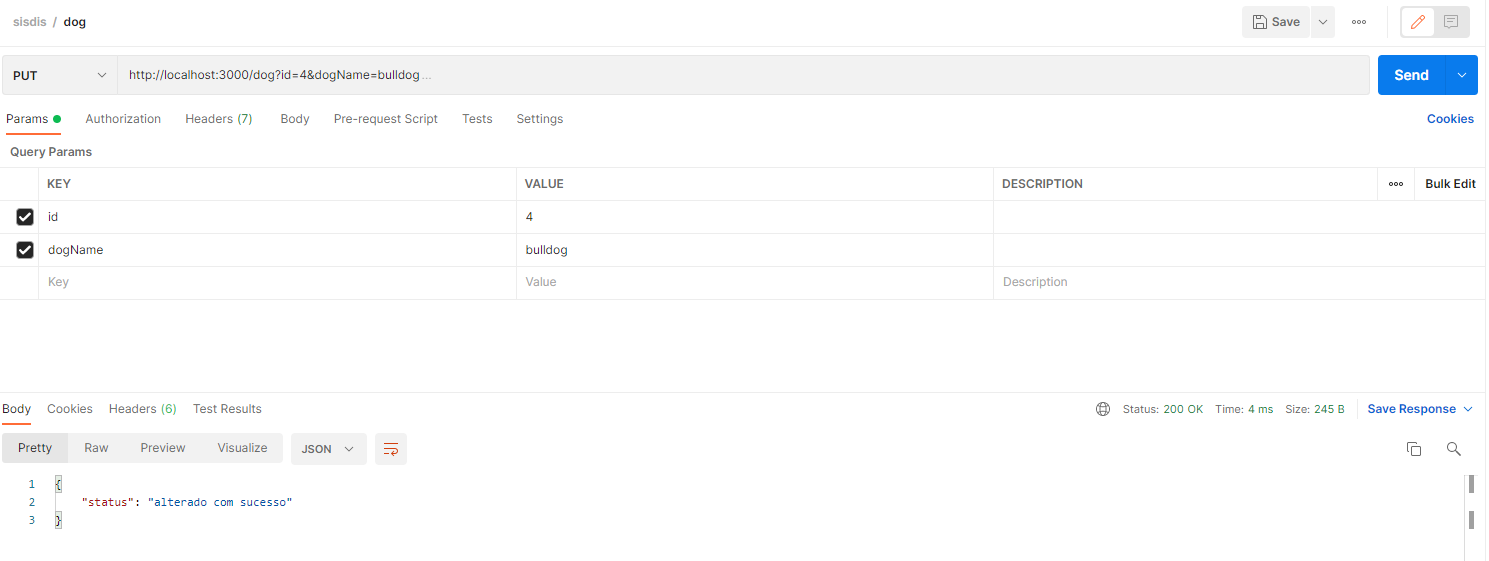 sisdis / dog
Save
PUT
http://localhost:3000/dog?id=4&dogName=bulldog...
Send
Params
Authorization
Headers (7)
Body
Pre-request Script
Tests
Settings
Cookies
Query Params
KEY VALUE DESCRIPTION Bulk Edit
id 4
dogName bulldog
Key Value Description
Body Cookies Headers (6) Test Results Status: 200 OK Time: 4 ms Size: 245 B Save Response
Pretty Raw Preview Visualize JSON
1 {
2 "status": "alterado com sucesso"
3 }